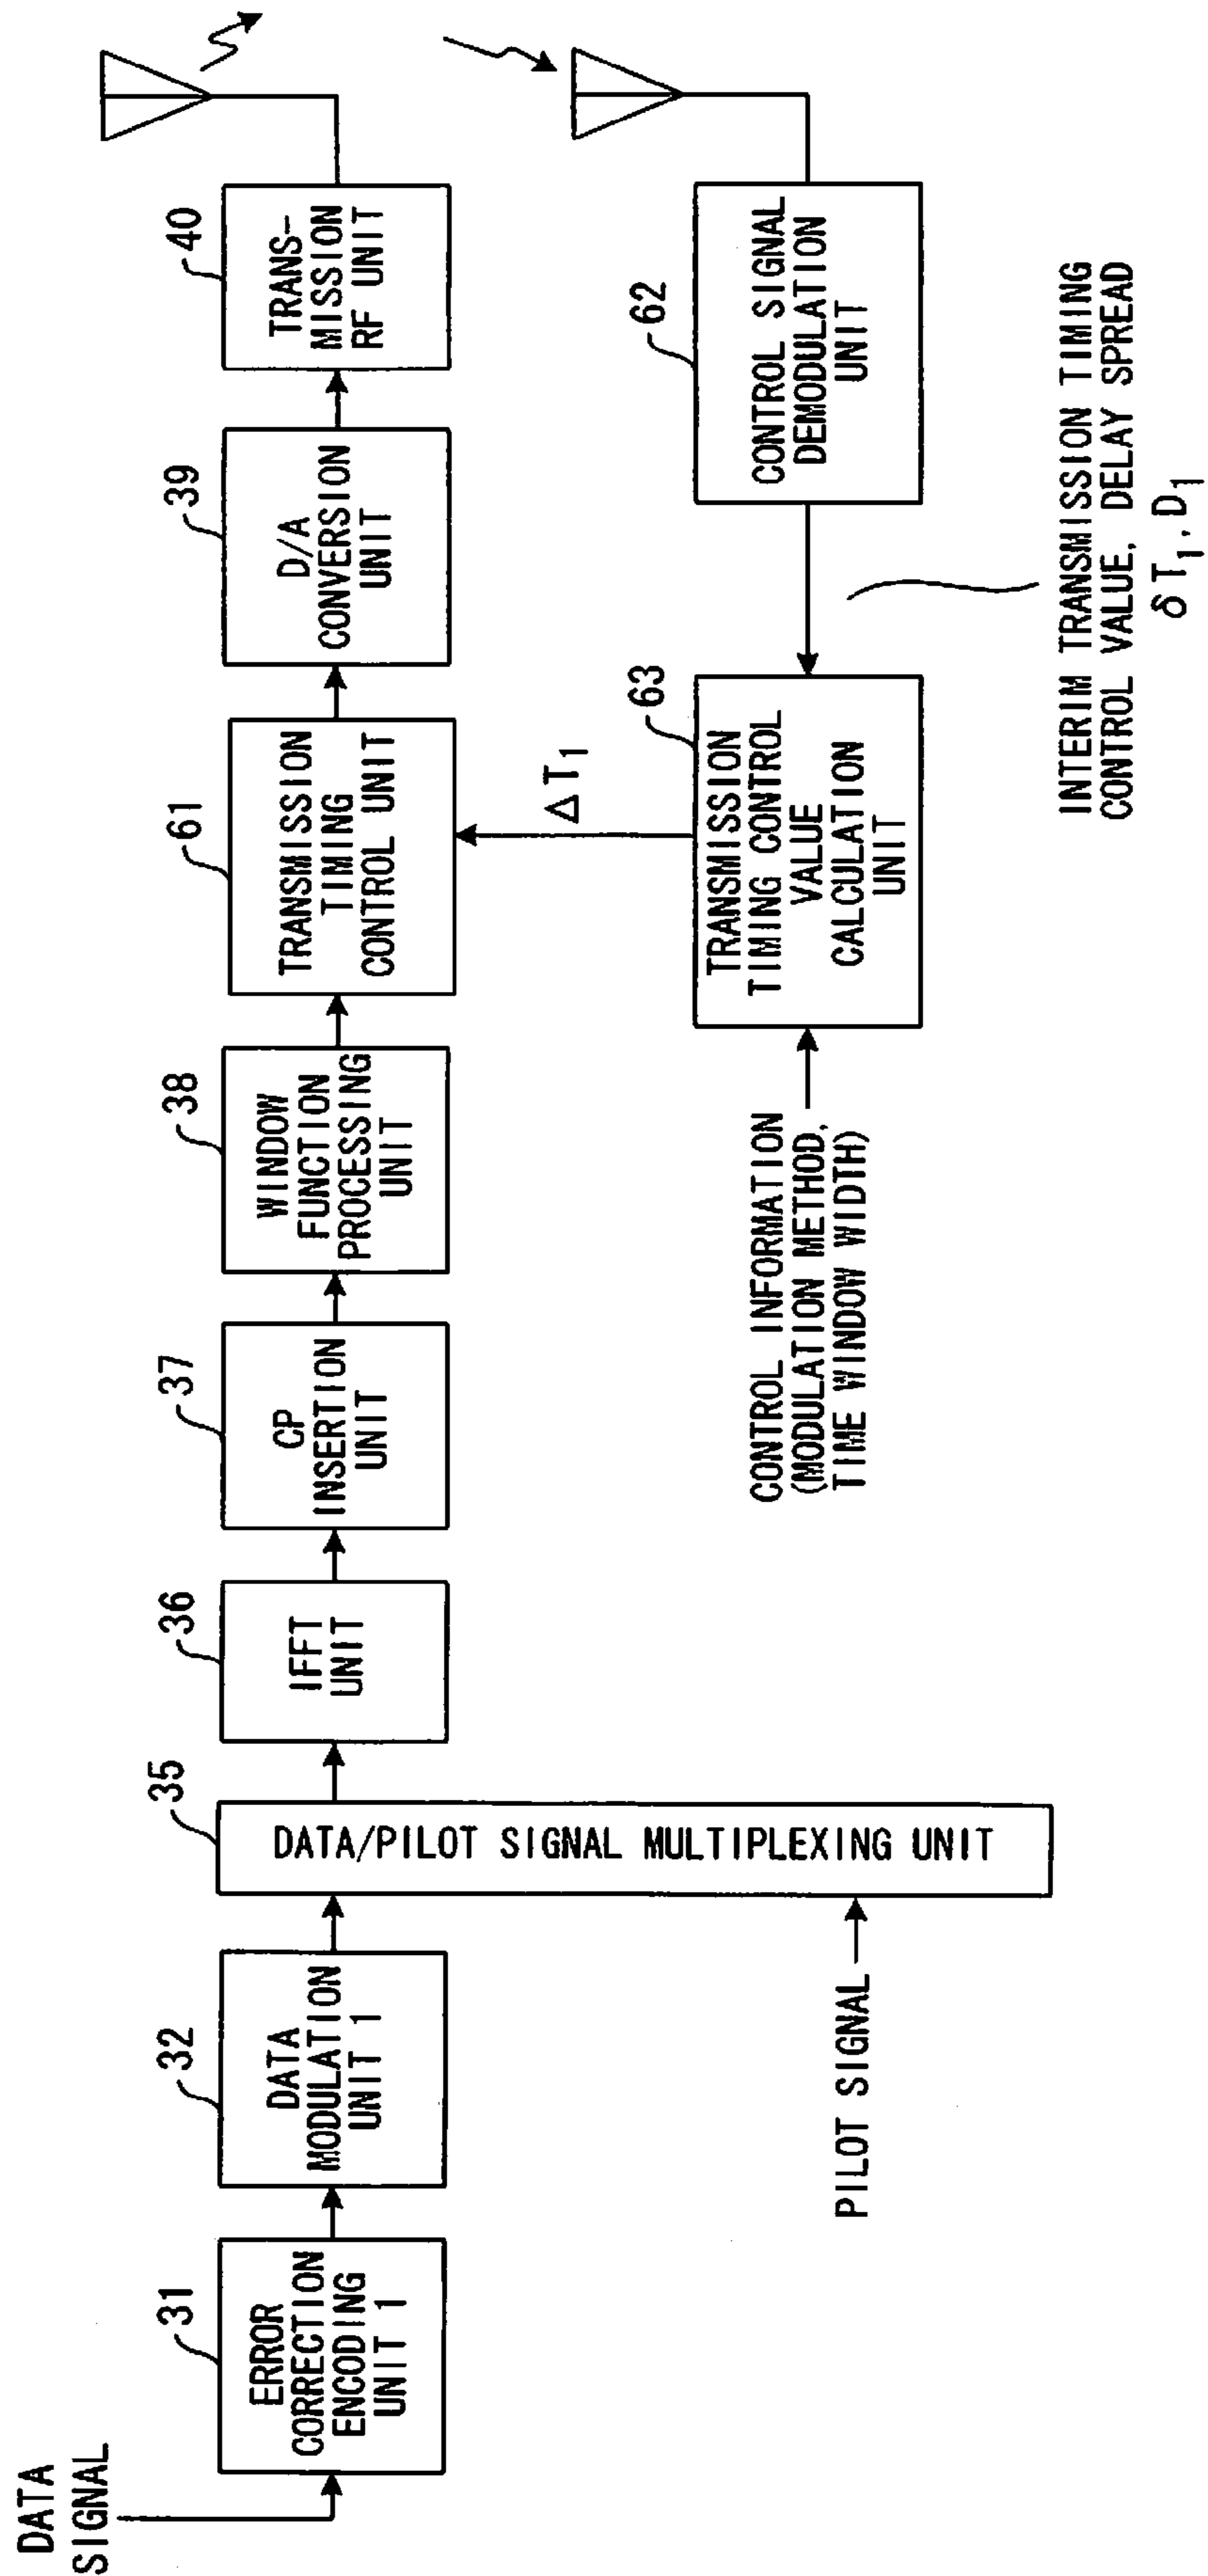 DATA
SIGNAL
31
ERROR
CORRECTION
ENCODING
UNIT 1
32
DATA
MODULATION
UNIT 1
35
DATA/PILOT SIGNAL MULTIPLEXING UNIT
PILOT SIGNAL
36
IFFT
UNIT
37
CP
INSERTION
UNIT
38
WINDOW
FUNCTION
PROCESSING
UNIT
61
TRANSMISSION
TIMING
CONTROL UNIT
39
D/A
CONVERSION
UNIT
40
TRANS-
MISSION
RF UNIT
ΔT1
CONTROL INFORMATION
(MODULATION METHOD,
TIME WINDOW WIDTH)
63
TRANSMISSION
TIMING CONTROL
VALUE
CALCULATION
UNIT
62
CONTROL SIGNAL
DEMODULATION
UNIT
INTERIM TRANSMISSION TIMING
CONTROL VALUE, DELAY SPREAD
δT1, D1